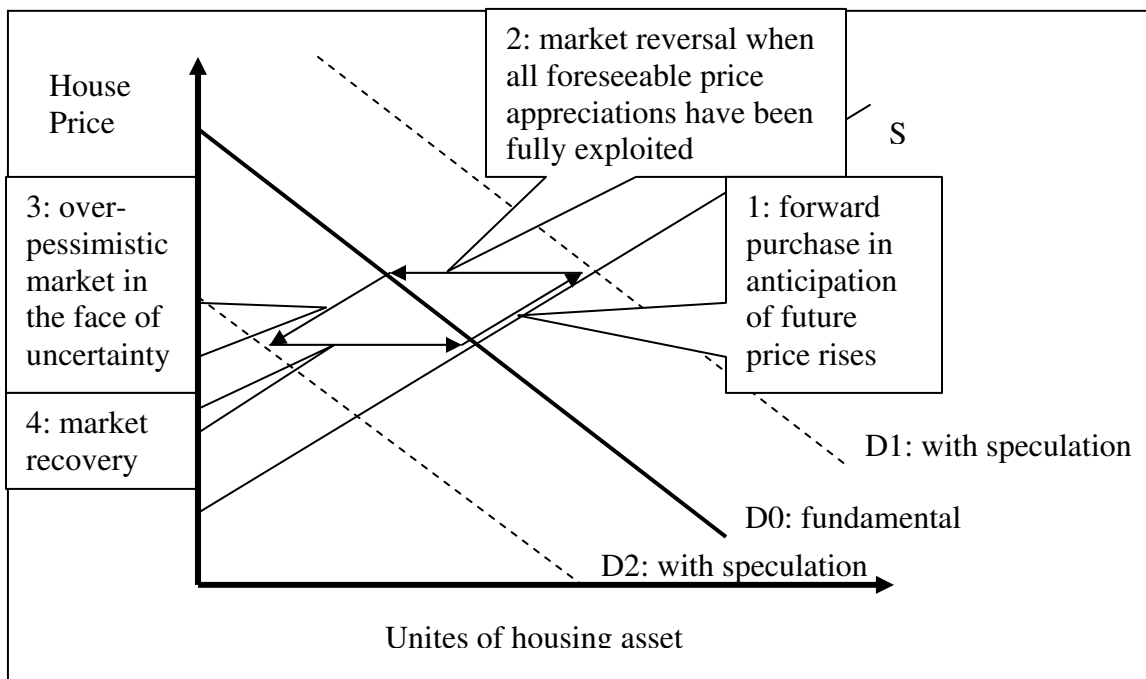 2: market reversal when
all foreseeable price
appreciations have been
fully exploited
House
Price
S
3: over-
pessimistic
market in
the face of
uncertainty
1: forward
purchase in
anticipation
of future
price rises
4: market
recovery
D1: with speculation
D0: fundamental
D2: with speculation
Unites of housing asset